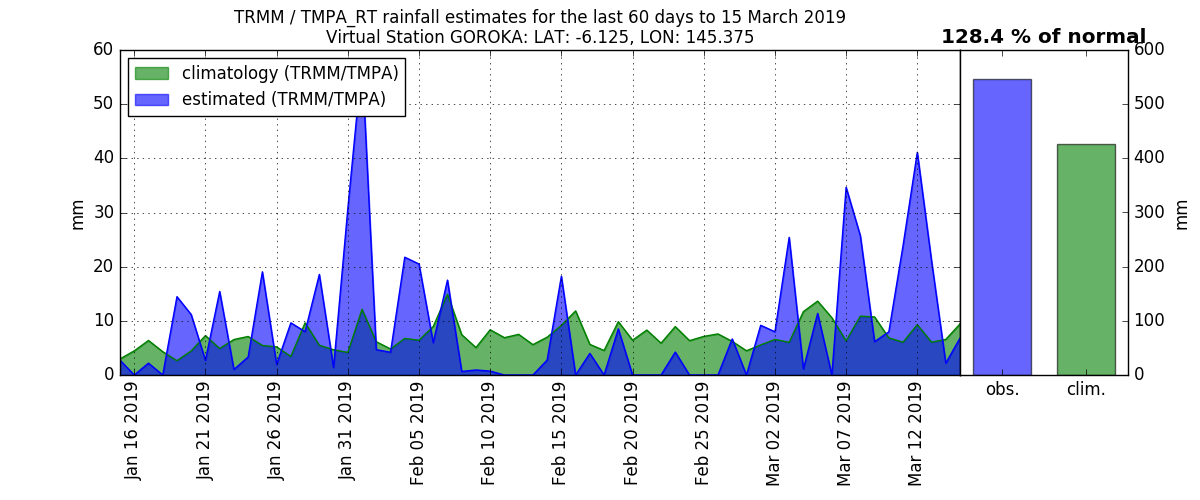 TRMM / TMPA_RT rainfall estimates for the last 60 days to 15 March 2019
Virtual Station GOROKA: LAT: -6.125, LON: 145.375
128.4 % of normal
climatology (TRMM/TMPA)
estimated (TRMM/TMPA)
60
50
40
30
20
10
0
mm
600
500
400
300
200
100
0
mm
Jan 16 2019
Jan 21 2019
Jan 26 2019
Jan 31 2019
Feb 05 2019
Feb 10 2019
Feb 15 2019
Feb 20 2019
Feb 25 2019
Mar 02 2019
Mar 07 2019
Mar 12 2019
obs.
clim.